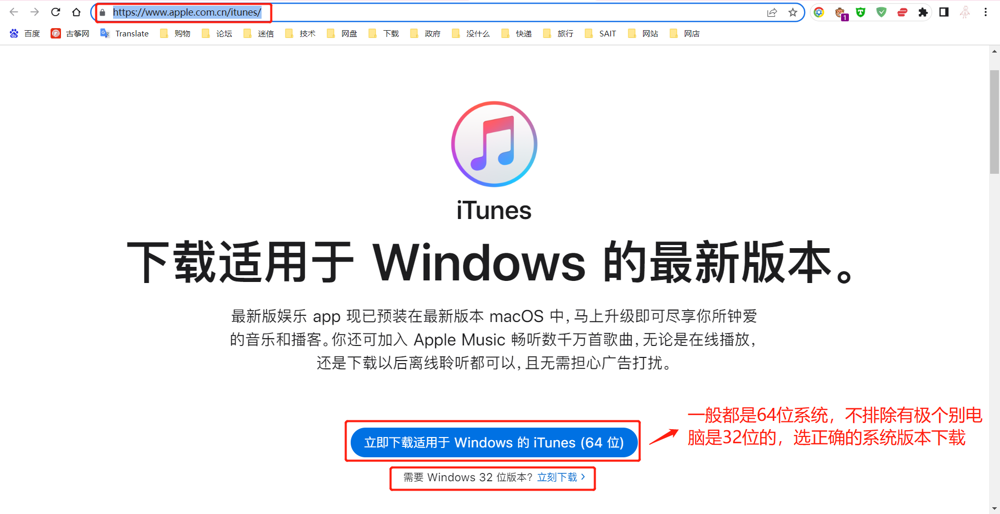 https://www.apple.com.cn/itunes/
1
百度 古筝网 Translate 购物 论坛 迷信 技术 网盘 下载 政府 没什么 快递 旅行 SAIT 网站 网店
iTunes
下载适用于 Windows 的最新版本。
最新版娱乐 app 现已预装在最新版本 macOS 中，马上升级即可尽享你所钟爱
的音乐和播客。你还可加入 Apple Music 畅听数千万首歌曲，无论是在线播放，
还是下载以后离线聆听都可以，且无需担心广告打扰。
一般都是64位系统，不排除有极个别电
脑是32位的，选正确的系统版本下载
立即下载适用于 Windows 的 iTunes (64 位)
需要 Windows 32 位版本？立刻下载 >